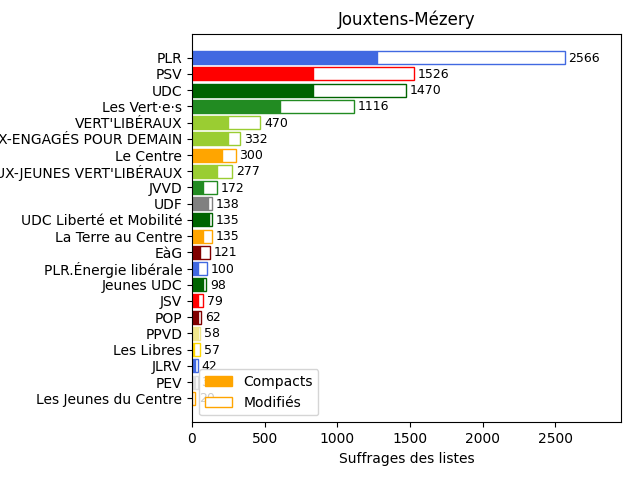 Jouxtens-Mézery
PLR 2566
PSV 1526
UDC 1470
Les Vert·e·s 1116
VERT'LIBÉRAUX 470
X-ENGAGÉS POUR DEMAIN 332
Le Centre 300
UX-JEUNES VERT'LIBÉRAUX 277
JVVD 172
UDF 138
UDC Liberté et Mobilité 135
La Terre au Centre 135
EàG 121
PLR.Énergie libérale 100
Jeunes UDC 98
JSV 79
POP 62
PPVD 58
Les Libres 57
JLRV 42
PEV
Les Jeunes du Centre
Compacts
Modifiés
0 500 1000 1500 2000 2500
Suffrages des listes